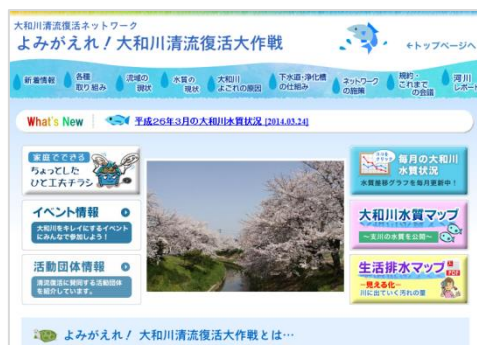 大和川清流復活ネットワーク
よみがえれ！大和川清流復活大作戦
←トップページへ
新着情報
各種
取り組み
流域の
現状
水質の
現状
大和川
よごれの原因
下水道・浄化槽
の仕組み
ネットワーク
の施策
規約・
これまで
の会議
河川
レポー
What's New
平成26年3月の大和川水質状況 [2014.03.24]
家庭でできる
ちょっとした
ひと工夫チラシ
イベント情報
大和川をキレイにするイベント
にみんなで参加しよう！
活動団体情報
清流復活に賛同する活動団体
を紹介しています。
毎月の大和川
水質状況
水質推移グラフを毎月更新中！
大和川水質マップ
～支川の水質を公開～
生活排水マップ
PDF
－見える化－
川に出ていく汚れの量
よみがえれ！ 大和川清流復活大作戦とは…